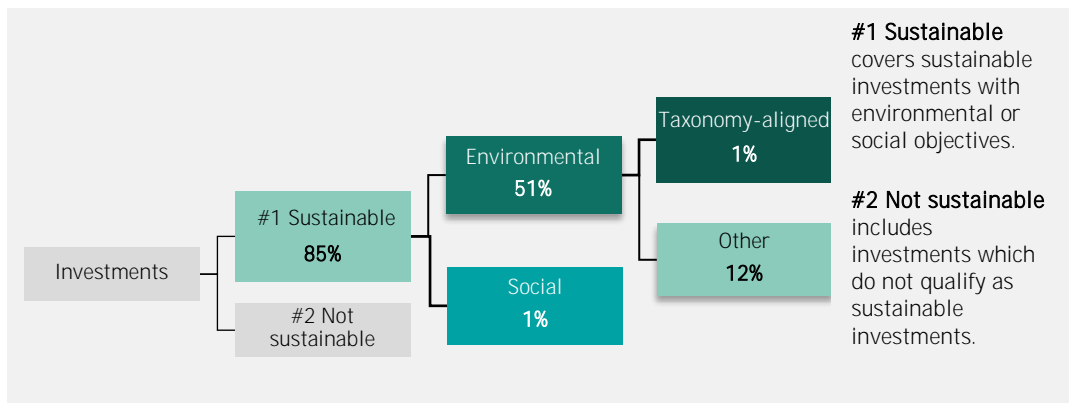 Investments
#1 Sustainable
85%
#2 Not
sustainable
Environmental
51%
Social
1%
Taxonomy-aligned
1%
Other
12%
#1 Sustainable
covers sustainable
investments with
environmental or
social objectives.
#2 Not sustainable
includes
investments which
do not qualify as
sustainable
investments.